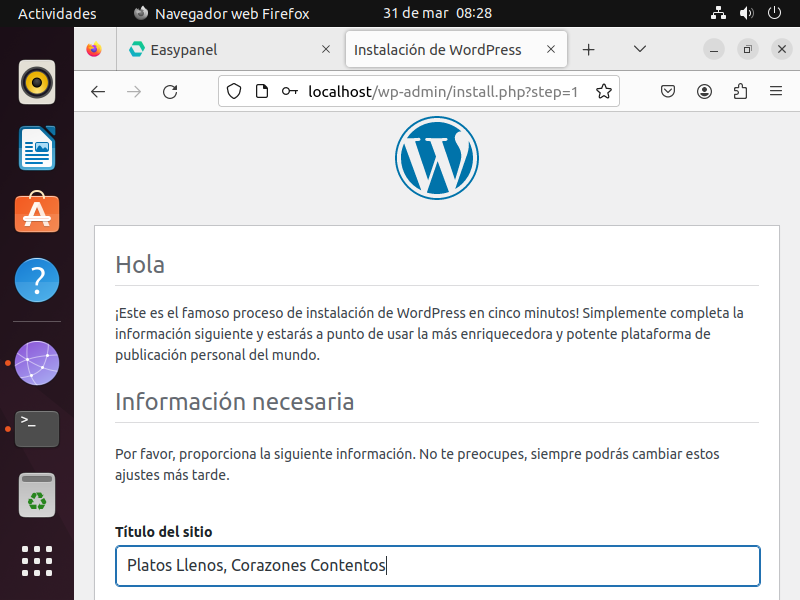 Actividades
Navegador web Firefox
31 de mar 08:28
Easypanel
Instalación de WordPress
localhost/wp-admin/install.php?step=1
Hola
¡Este es el famoso proceso de instalación de WordPress en cinco minutos! Simplemente completa la
información siguiente y estarás a punto de usar la más enriquecedora y potente plataforma de
publicación personal del mundo.
Información necesaria
Por favor, proporciona la siguiente información. No te preocupes, siempre podrás cambiar estos
ajustes más tarde.
Título del sitio
Platos Llenos, Corazones Contentos